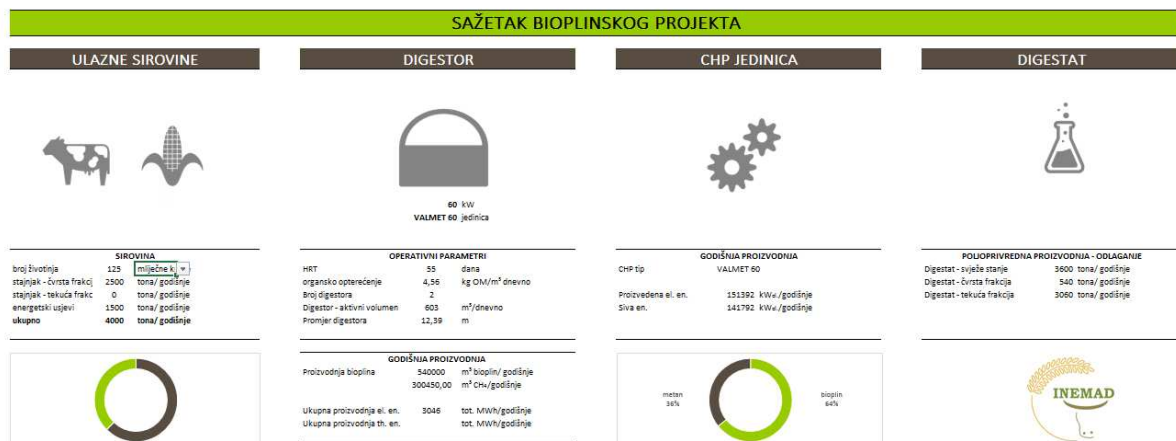 SAŽETAK BIOPLINSKOG PROJEKTA
ULAZNE SIROVINE
DIGESTOR
CHP JEDINICA
DIGESTAT
60 kW
VALMET 60 jedinica
SIROVINA
broj životinja 125 mliječne k
stajnjak - čvrsta frakcij 2500 tona/ godišnje
stajnjak - tekuća frakc 0 tona/ godišnje
energetski usjevi 1500 tona/ godišnje
ukupno 4000 tona/ godišnje
OPERATIVNI PARAMETRI
HRT 55 dana
organsko opterećenje 4,56 kg OM/m³ dnevno
Broj digestora 2
Digestor - aktivni volumen 603 m³/dnevno
Promjer digestora 12,39 m
GODIŠNJA PROIZVODNJA
Proizvodnja bioplina 540000 m³ bioplin/ godišnje
300450,00 m³ CH₄/godišnje
Ukupna proizvodnja el. en. 3046 tot. MWh/godišnje
Ukupna proizvodnja th. en. tot. MWh/godišnje
GODIŠNJA PROIZVODNJA
CHP tip VALMET 60
Proizvedena el. en. 151392 kWₑₗ/godišnje
Siva en. 141792 kWₑₗ/godišnje
metan
36%
bioplin
64%
POLJOPRIVREDNA PROIZVODNJA - ODLAGANJE
Digestat - svježe stanje 3600 tona/ godišnje
Digestat - čvrsta frakcija 540 tona/ godišnje
Digestat - tekuća frakcija 3060 tona/ godišnje
INEMAD